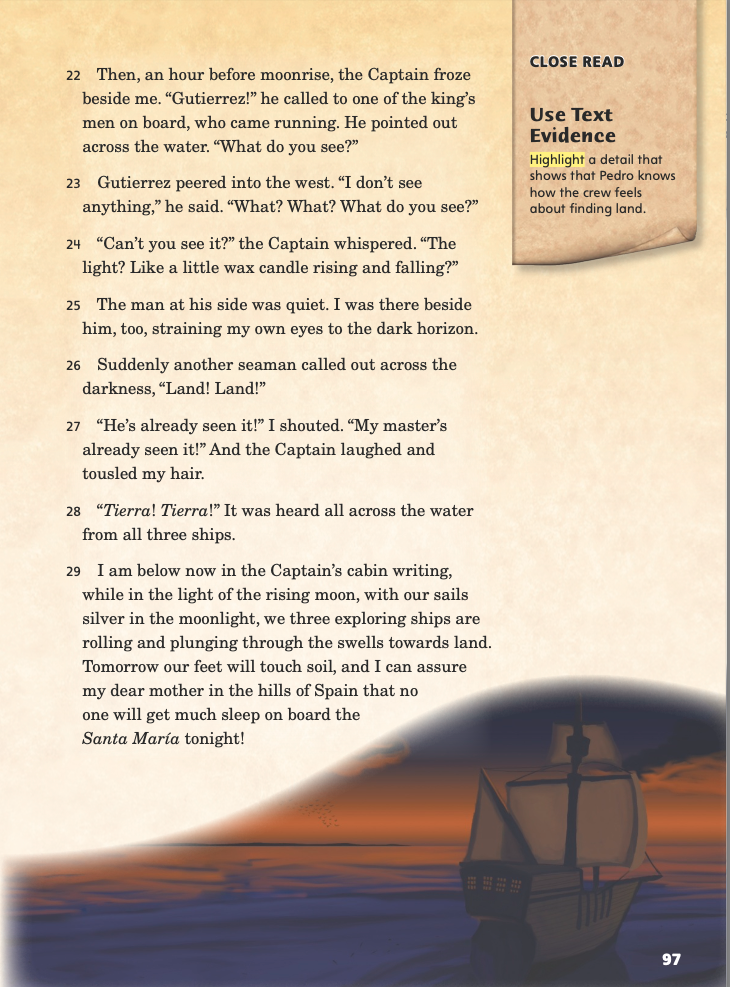 22 Then, an hour before moonrise, the Captain froze
beside me. “Gutierrez!” he called to one of the king’s
men on board, who came running. He pointed out
across the water. “What do you see?”
23 Gutierrez peered into the west. “I don’t see
anything,” he said. “What? What? What do you see?”
24 “Can’t you see it?” the Captain whispered. “The
light? Like a little wax candle rising and falling?”
25 The man at his side was quiet. I was there beside
him, too, straining my own eyes to the dark horizon.
26 Suddenly another seaman called out across the
darkness, “Land! Land!”
27 “He’s already seen it!” I shouted. “My master’s
already seen it!” And the Captain laughed and
tousled my hair.
28 “Tierra! Tierra!” It was heard all across the water
from all three ships.
29 I am below now in the Captain’s cabin writing,
while in the light of the rising moon, with our sails
silver in the moonlight, we three exploring ships are
rolling and plunging through the swells towards land.
Tomorrow our feet will touch soil, and I can assure
my dear mother in the hills of Spain that no
one will get much sleep on board the
Santa María tonight!
CLOSE READ
Use Text
Evidence
Highlight a detail that
shows that Pedro knows
how the crew feels
about finding land.
97